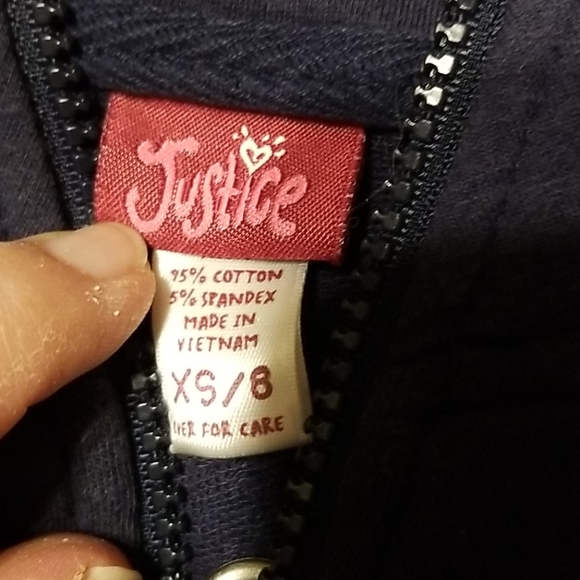 Justice
95% COTTON
5% SPANDEX
MADE IN
VIETNAM
XS/8
FOR CARE